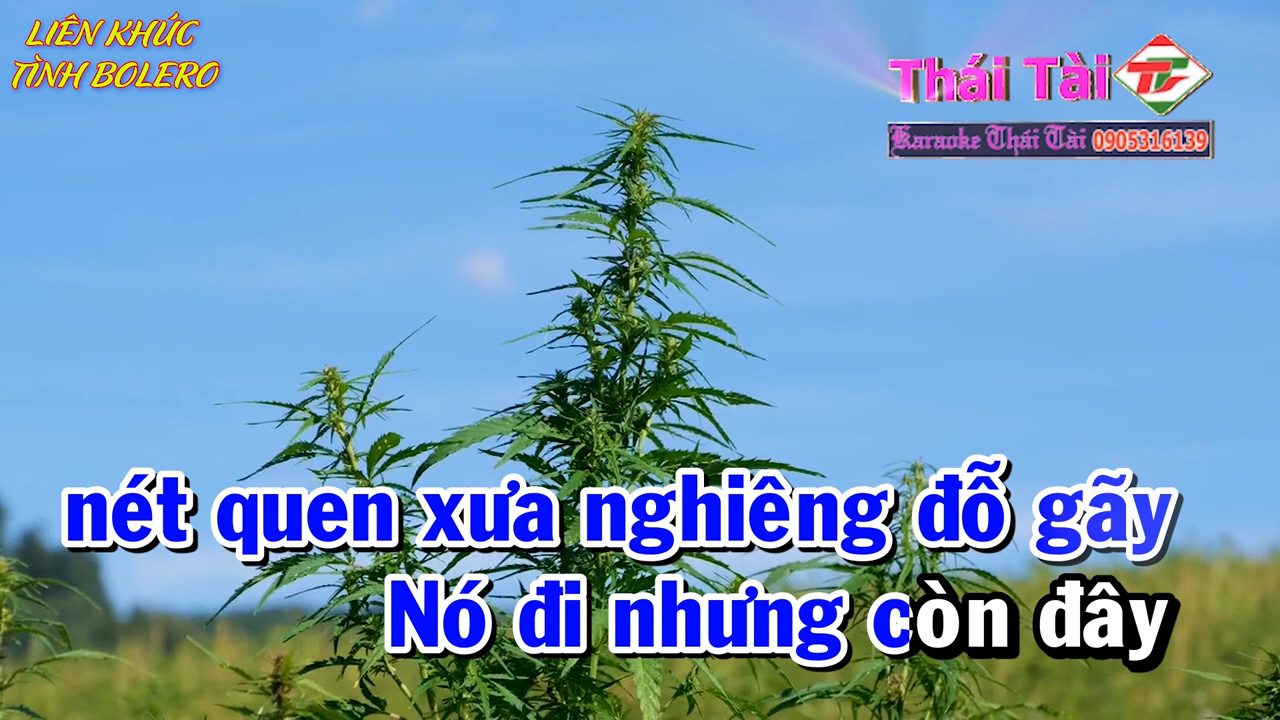 LIÊN KHÚC
TÌNH BOLERO
Thái Tài
Karaoke Thái Tài 0905316139
nét quen xưa nghiêng đỗ gãy
Nó đi nhưng còn đây